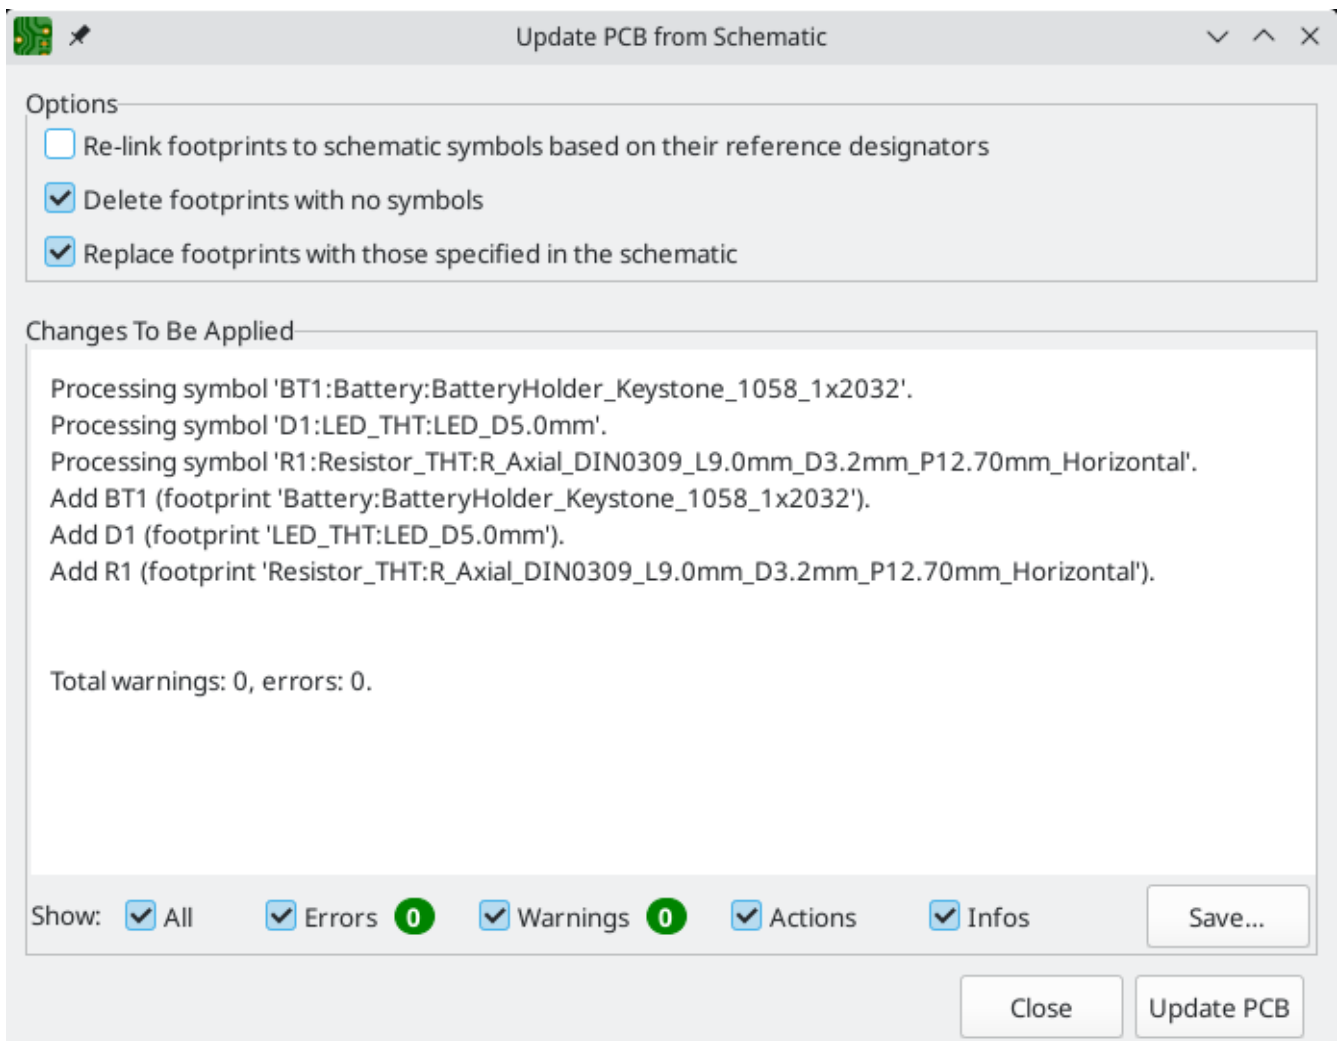 Update PCB from Schematic
Options
Re-link footprints to schematic symbols based on their reference designators
Delete footprints with no symbols
Replace footprints with those specified in the schematic
Changes To Be Applied
Processing symbol 'BT1:Battery:BatteryHolder_Keystone_1058_1x2032'.
Processing symbol 'D1:LED_THT:LED_D5.0mm'.
Processing symbol 'R1:Resistor_THT:R_Axial_DIN0309_L9.0mm_D3.2mm_P12.70mm_Horizontal'.
Add BT1 (footprint 'Battery:BatteryHolder_Keystone_1058_1x2032').
Add D1 (footprint 'LED_THT:LED_D5.0mm').
Add R1 (footprint 'Resistor_THT:R_Axial_DIN0309_L9.0mm_D3.2mm_P12.70mm_Horizontal').
Total warnings: 0, errors: 0.
Show: All Errors 0 Warnings 0 Actions Infos Save...
Close Update PCB